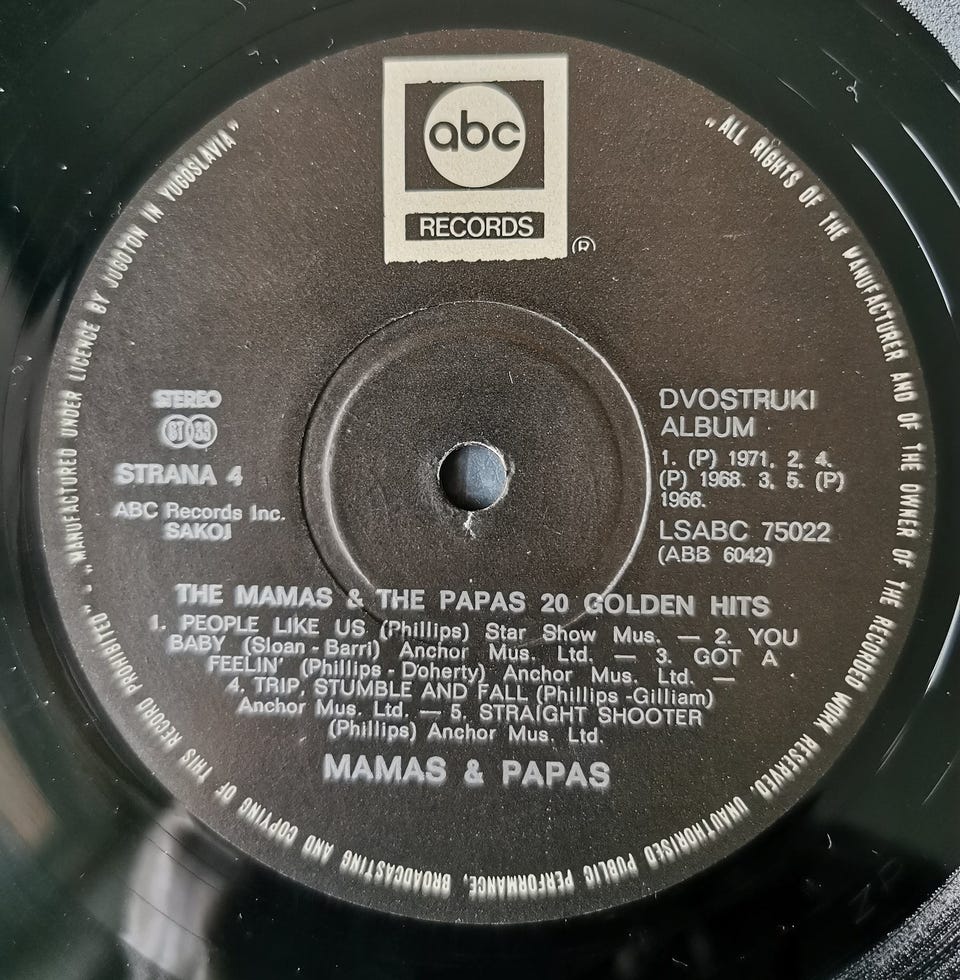 abc
RECORDS
®
„ALL RIGHTS OF THE MANUFACTURER AND OF THE OWNER OF THE RECORDED WORK RESERVED. UNAUTHORISED PUBLIC PERFORMANCE, BROADCASTING AND COPYING OF THIS RECORD PROHIBITED" - „MANUFACTURED UNDER LICENCE BY JUGOTON IN YUGOSLAVIA"
STEREO
ST 33
STRANA 4
ABC Records Inc.
SAKOJ
DVOSTRUKI
ALBUM
1. (P) 1971. 2, 4.
(P) 1968. 3, 5. (P)
1966.
LSABC 75022
(ABB 6042)
THE MAMAS & THE PAPAS 20 GOLDEN HITS
1. PEOPLE LIKE US (Phillips) Star Show Mus. — 2. YOU
BABY (Sloan - Barri) Anchor Mus. Ltd. — 3. GOT A
FEELIN' (Phillips - Doherty) Anchor Mus. Ltd. —
4. TRIP, STUMBLE AND FALL (Phillips -Gilliam)
Anchor Mus. Ltd. — 5. STRAIGHT SHOOTER
(Phillips) Anchor Mus. Ltd.
MAMAS & PAPAS